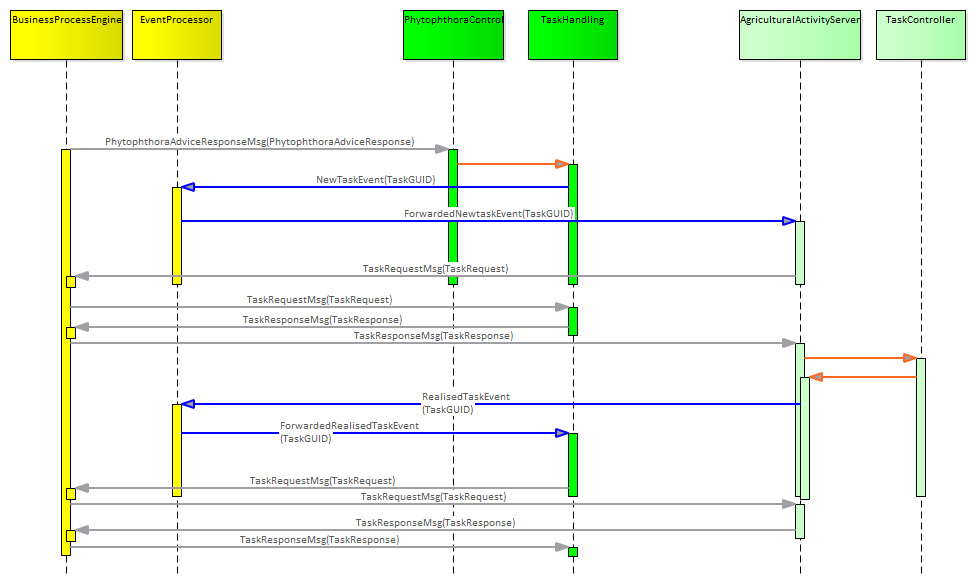 BusinessProcessEngine
EventProcessor
PhytophthoraControl
TaskHandling
AgriculturalActivityServer
TaskController
PhytophthoraAdviceResponseMsg(PhytophthoraAdviceResponse)
NewTaskEvent(TaskGUID)
ForwardedNewtaskEvent(TaskGUID)
TaskRequestMsg(TaskRequest)
TaskRequestMsg(TaskRequest)
TaskResponseMsg(TaskResponse)
TaskResponseMsg(TaskResponse)
RealisedTaskEvent
(TaskGUID)
ForwardedRealisedTaskEvent
(TaskGUID)
TaskRequestMsg(TaskRequest)
TaskRequestMsg(TaskRequest)
TaskResponseMsg(TaskResponse)
TaskResponseMsg(TaskResponse)